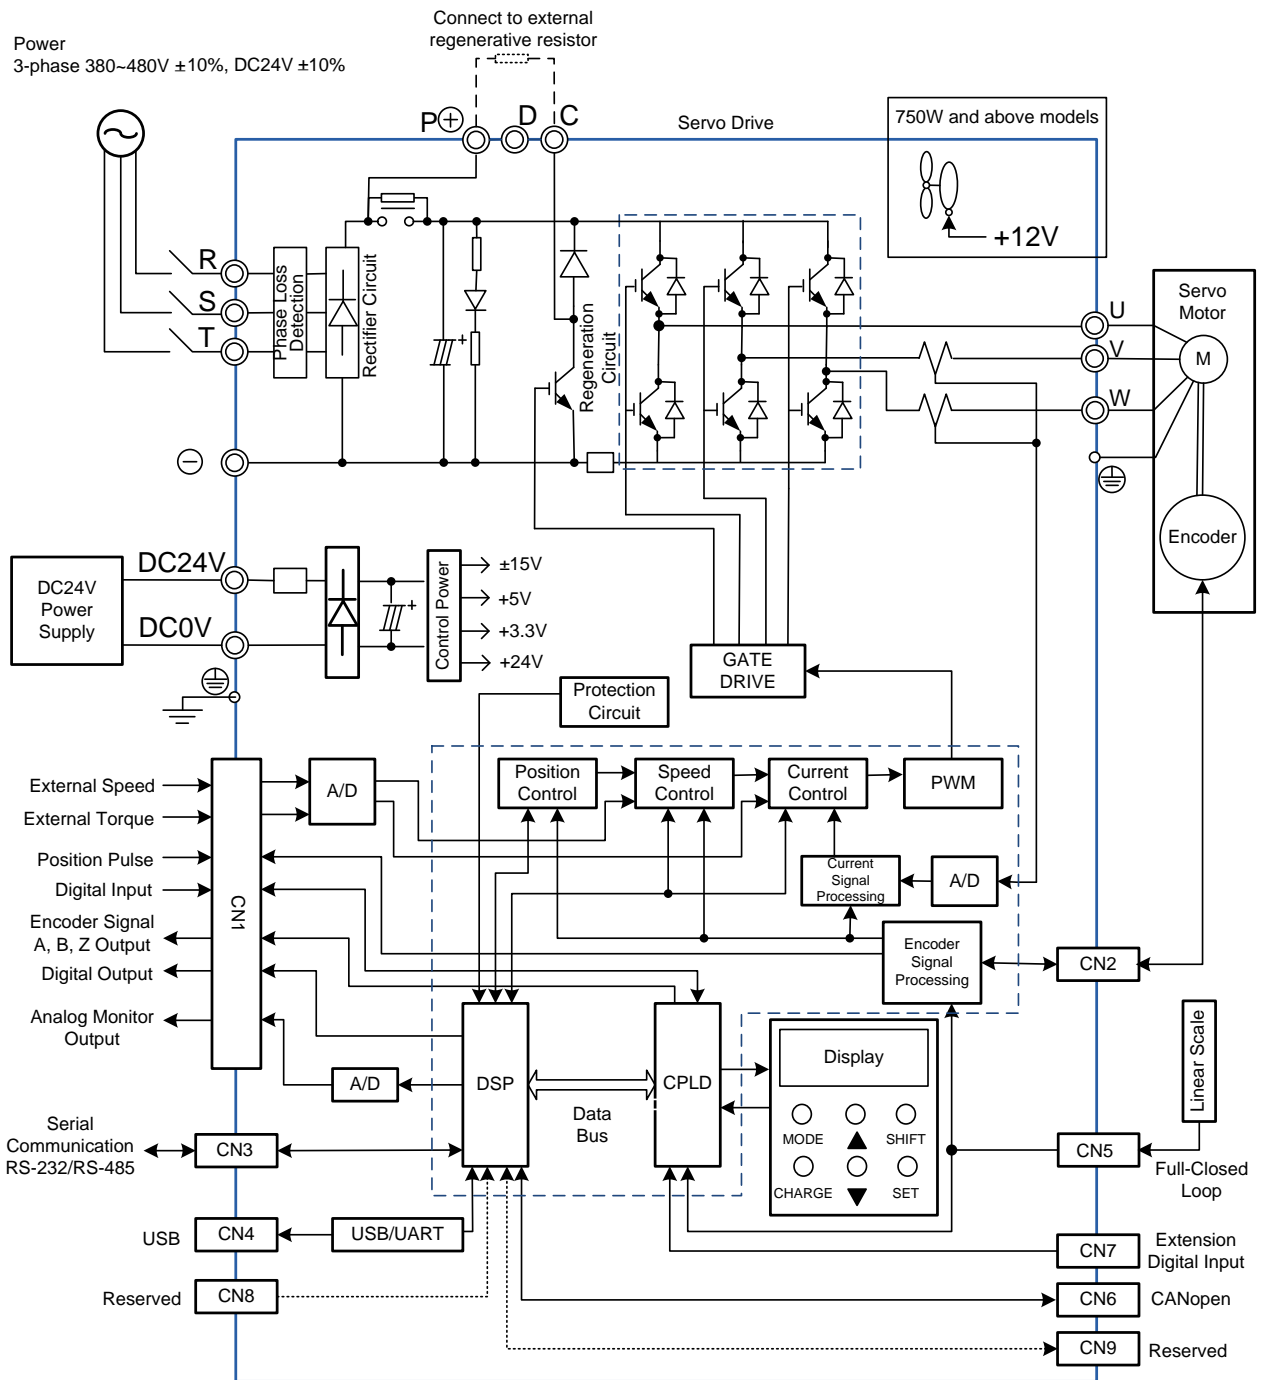 Connect to external
regenerative resistor
Power
3-phase 380~480V ±10%, DC24V ±10%
P⊕
D
C
Servo Drive
750W and above models
+12V
R
S
T
Phase Loss
Detection
Rectifier Circuit
+
Regeneration
Circuit
U
V
W
Servo
Motor
M
Encoder
DC24V
Power
Supply
DC24V
DC0V
+
Control Power
±15V
+5V
+3.3V
+24V
GATE
DRIVE
Protection
Circuit
External Speed
External Torque
Position Pulse
Digital Input
Encoder Signal
A, B, Z Output
Digital Output
Analog Monitor
Output
CN1
A/D
Position
Control
Speed
Control
Current
Control
PWM
Current
Signal
Processing
A/D
Encoder
Signal
Processing
CN2
A/D
DSP
Data
Bus
CPLD
Display
MODE
▲
SHIFT
CHARGE
▼
SET
Linear Scale
Serial
Communication
RS-232/RS-485
CN3
CN5
Full-Closed
Loop
USB
CN4
USB/UART
CN7
Extension
Digital Input
Reserved
CN8
CN6
CANopen
CN9
Reserved